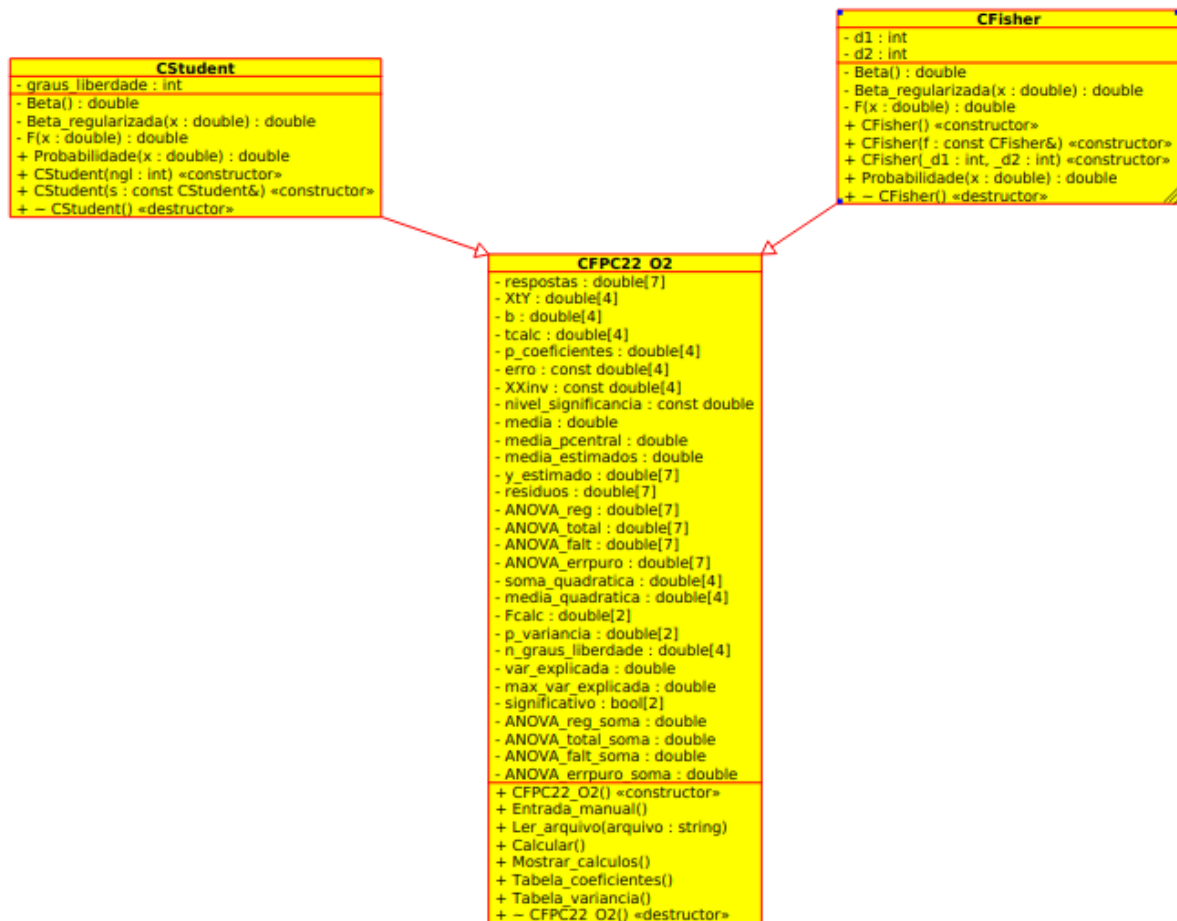 CStudent
- graus_liberdade : int
- Beta() : double
- Beta_regularizada(x : double) : double
- F(x : double) : double
+ Probabilidade(x : double) : double
+ CStudent(ngl : int) «constructor»
+ CStudent(s : const CStudent&) «constructor»
+ ~ CStudent() «destructor»
CFisher
- d1 : int
- d2 : int
- Beta() : double
- Beta_regularizada(x : double) : double
- F(x : double) : double
+ CFisher() «constructor»
+ CFisher(f : const CFisher&) «constructor»
+ CFisher(_d1 : int, _d2 : int) «constructor»
+ Probabilidade(x : double) : double
+ ~ CFisher() «destructor»
CFPC22_O2
- respostas : double[7]
- XtY : double[4]
- b : double[4]
- tcalc : double[4]
- p_coeficientes : double[4]
- erro : const double[4]
- XXinv : const double[4]
- nivel_significancia : const double
- media : double
- media_pcentral : double
- media_estimados : double
- y_estimado : double[7]
- residuos : double[7]
- ANOVA_reg : double[7]
- ANOVA_total : double[7]
- ANOVA_falt : double[7]
- ANOVA_errpuro : double[7]
- soma_quadratica : double[4]
- media_quadratica : double[4]
- Fcalc : double[2]
- p_variancia : double[2]
- n_graus_liberdade : double[4]
- var_explicada : double
- max_var_explicada : double
- significativo : bool[2]
- ANOVA_reg_soma : double
- ANOVA_total_soma : double
- ANOVA_falt_soma : double
- ANOVA_errpuro_soma : double
+ CFPC22_O2() «constructor»
+ Entrada_manual()
+ Ler_arquivo(arquivo : string)
+ Calcular()
+ Mostrar_calculos()
+ Tabela_coeficientes()
+ Tabela_variancia()
+ ~ CFPC22_O2() «destructor»